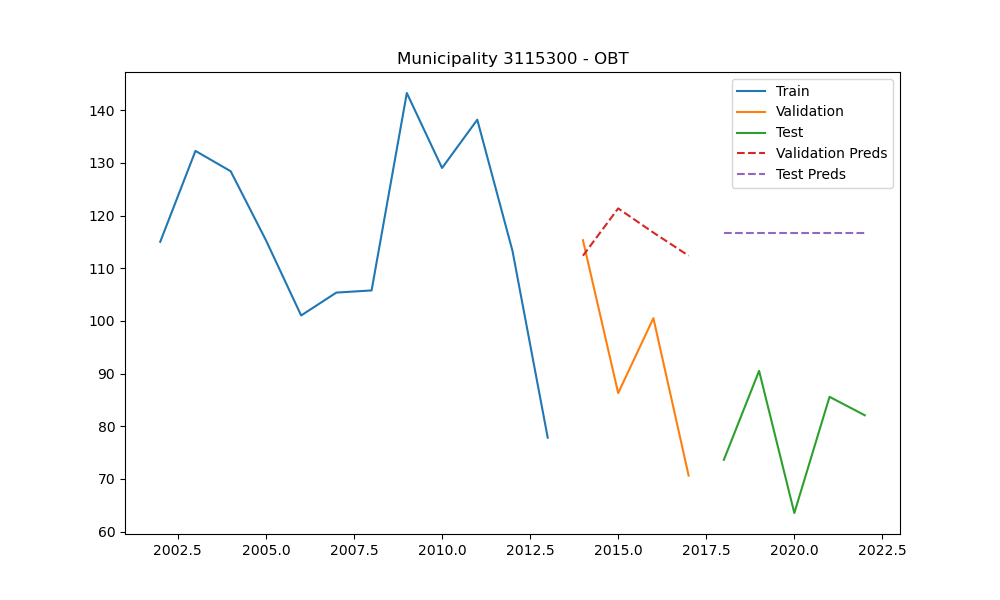 Municipality 3115300 - OBT
Train
Validation
Test
Validation Preds
Test Preds
140
130
120
110
100
90
80
70
60
2002.5 2005.0 2007.5 2010.0 2012.5 2015.0 2017.5 2020.0 2022.5